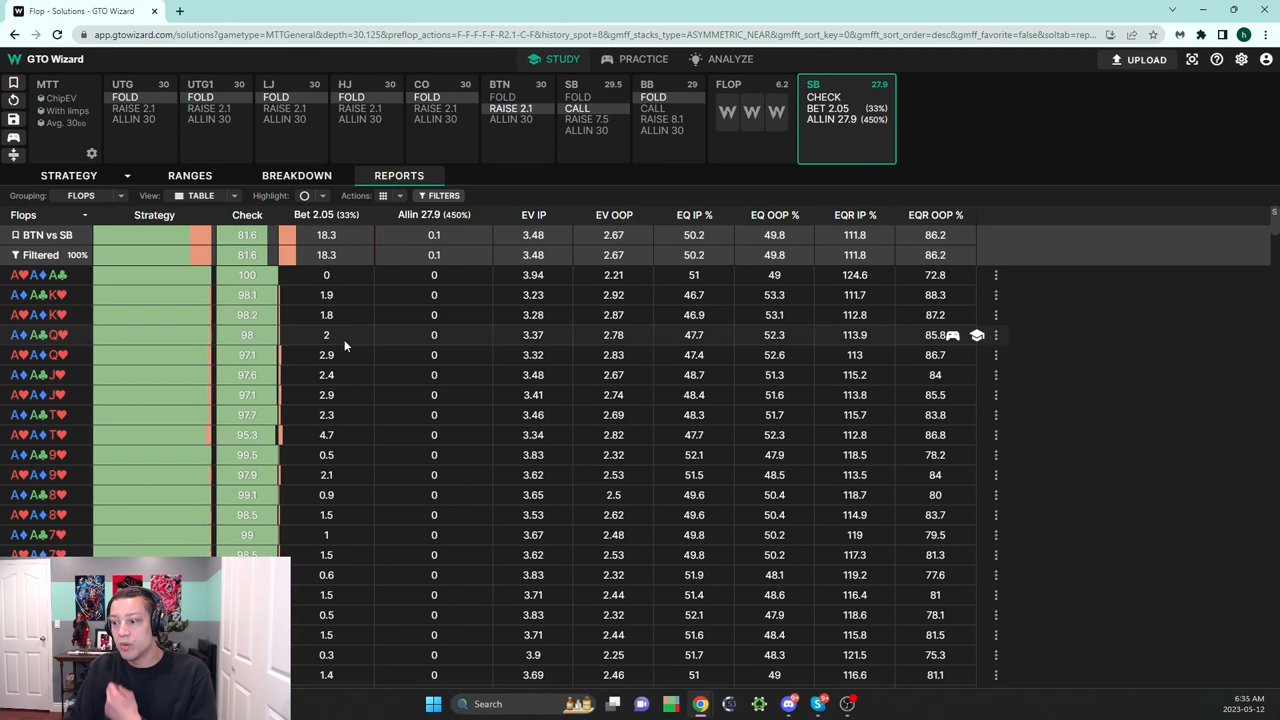 Flop - Solutions - GTO Wizard
app.gtowizard.com/solutions?gametype=MTTGeneral&depth=30.125&preflop_actions=F-F-F-F-F-R2.1-C-F&history_spot=8&gmff_stacks_type=ASYMMETRIC_NEAR&gmfft_sort_key=0&gmfft_sort_order=desc&gmff_favorite=false&soltab=rep...
GTO Wizard
STUDY PRACTICE ANALYZE
UPLOAD
MTT UTG 30 UTG1 30 LJ 30 HJ 30 CO 30 BTN 30 SB 29.5 BB 29 FLOP 6.2 SB 27.9
ChipEV FOLD FOLD FOLD FOLD FOLD FOLD FOLD FOLD CHECK
With limps RAISE 2.1 RAISE 2.1 RAISE 2.1 RAISE 2.1 RAISE 2.1 RAISE 2.1 CALL CALL BET 2.05 (33%)
Avg. 30bb ALLIN 30 ALLIN 30 ALLIN 30 ALLIN 30 ALLIN 30 ALLIN 30 RAISE 7.5 RAISE 8.1 ALLIN 27.9 (450%)
ALLIN 30 ALLIN 30
STRATEGY RANGES BREAKDOWN REPORTS
Grouping: FLOPS View: TABLE Highlight: Actions: FILTERS
Flops Strategy Check Bet 2.05 (33%) Allin 27.9 (450%) EV IP EV OOP EQ IP % EQ OOP % EQR IP % EQR OOP %
BTN vs SB 81.6 18.3 0.1 3.48 2.67 50.2 49.8 111.8 86.2
Filtered 100% 81.6 18.3 0.1 3.48 2.67 50.2 49.8 111.8 86.2
A♥A♦A♣ 100 0 0 3.94 2.21 51 49 124.6 72.8
A♦A♣K♥ 98.1 1.9 0 3.23 2.92 46.7 53.3 111.7 88.3
A♥A♦K♥ 98.2 1.8 0 3.28 2.87 46.9 53.1 112.8 87.2
A♦A♣Q♥ 98 2 0 3.37 2.78 47.7 52.3 113.9 85.8
A♥A♦Q♥ 97.1 2.9 0 3.32 2.83 47.4 52.6 113 86.7
A♦A♣J♥ 97.6 2.4 0 3.48 2.67 48.7 51.3 115.2 84
A♥A♦J♥ 97.1 2.9 0 3.41 2.74 48.4 51.6 113.8 85.5
A♦A♣T♥ 97.7 2.3 0 3.46 2.69 48.3 51.7 115.7 83.8
A♥A♦T♥ 95.3 4.7 0 3.34 2.82 47.7 52.3 112.8 86.8
A♦A♣9♥ 99.5 0.5 0 3.83 2.32 52.1 47.9 118.5 78.2
A♥A♦9♥ 97.9 2.1 0 3.62 2.53 51.5 48.5 113.5 84
A♦A♣8♥ 99.1 0.9 0 3.65 2.5 49.6 50.4 118.7 80
A♥A♦8♥ 98.5 1.5 0 3.53 2.62 49.6 50.4 114.9 83.7
A♦A♣7♥ 99 1 0 3.67 2.48 49.8 50.2 119 79.5
A♥A♦7♥ 98.5 1.5 0 3.62 2.53 49.8 50.2 117.3 81.3
0.6 0 3.83 2.32 51.9 48.1 119.2 77.6
1.5 0 3.71 2.44 51.4 48.6 116.4 81
0.5 0 3.83 2.32 52.1 47.9 118.6 78.1
1.5 0 3.71 2.44 51.6 48.4 115.8 81.5
0.3 0 3.9 2.25 51.7 48.3 121.5 75.3
1.4 0 3.69 2.46 51 49 116.6 81.1
Search
6:35 AM
2023-05-12